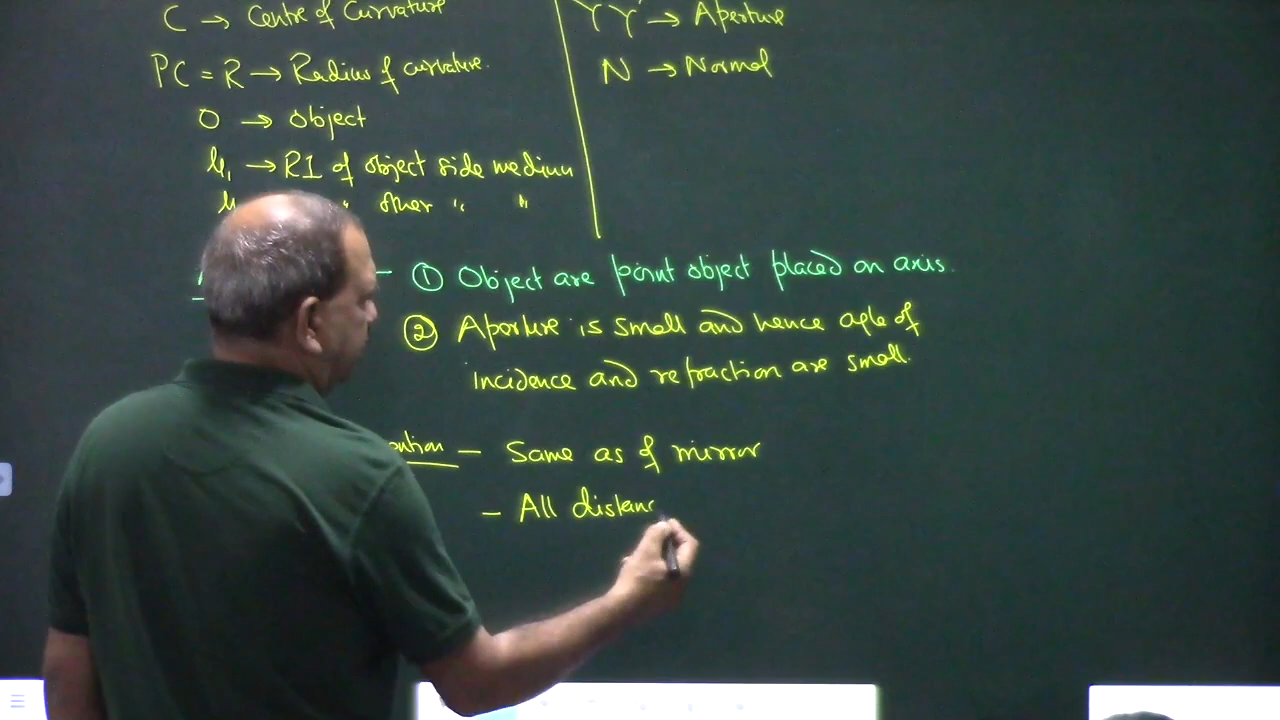 C → Centre of Curvature
PC = R → Radius of curvature.
O → object
μ₁ → RI of object side medium
μ " other " "
YY' → Aperture
N → Normal
– ① Object are point object placed on axis.
② Aperture is small and hence agle of
incidence and refraction are small.
– Same as of mirror
– All distanc